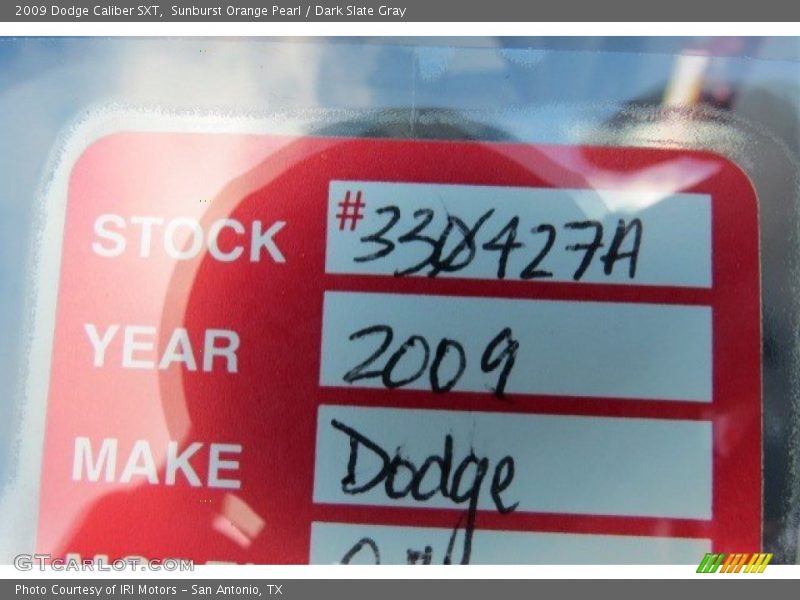 2009 Dodge Caliber SXT,  Sunburst Orange Pearl / Dark Slate Gray
STOCK #330427A
YEAR 2009
MAKE Dodge
GTCARLOT.COM
Photo Courtesy of IRI Motors – San Antonio, TX